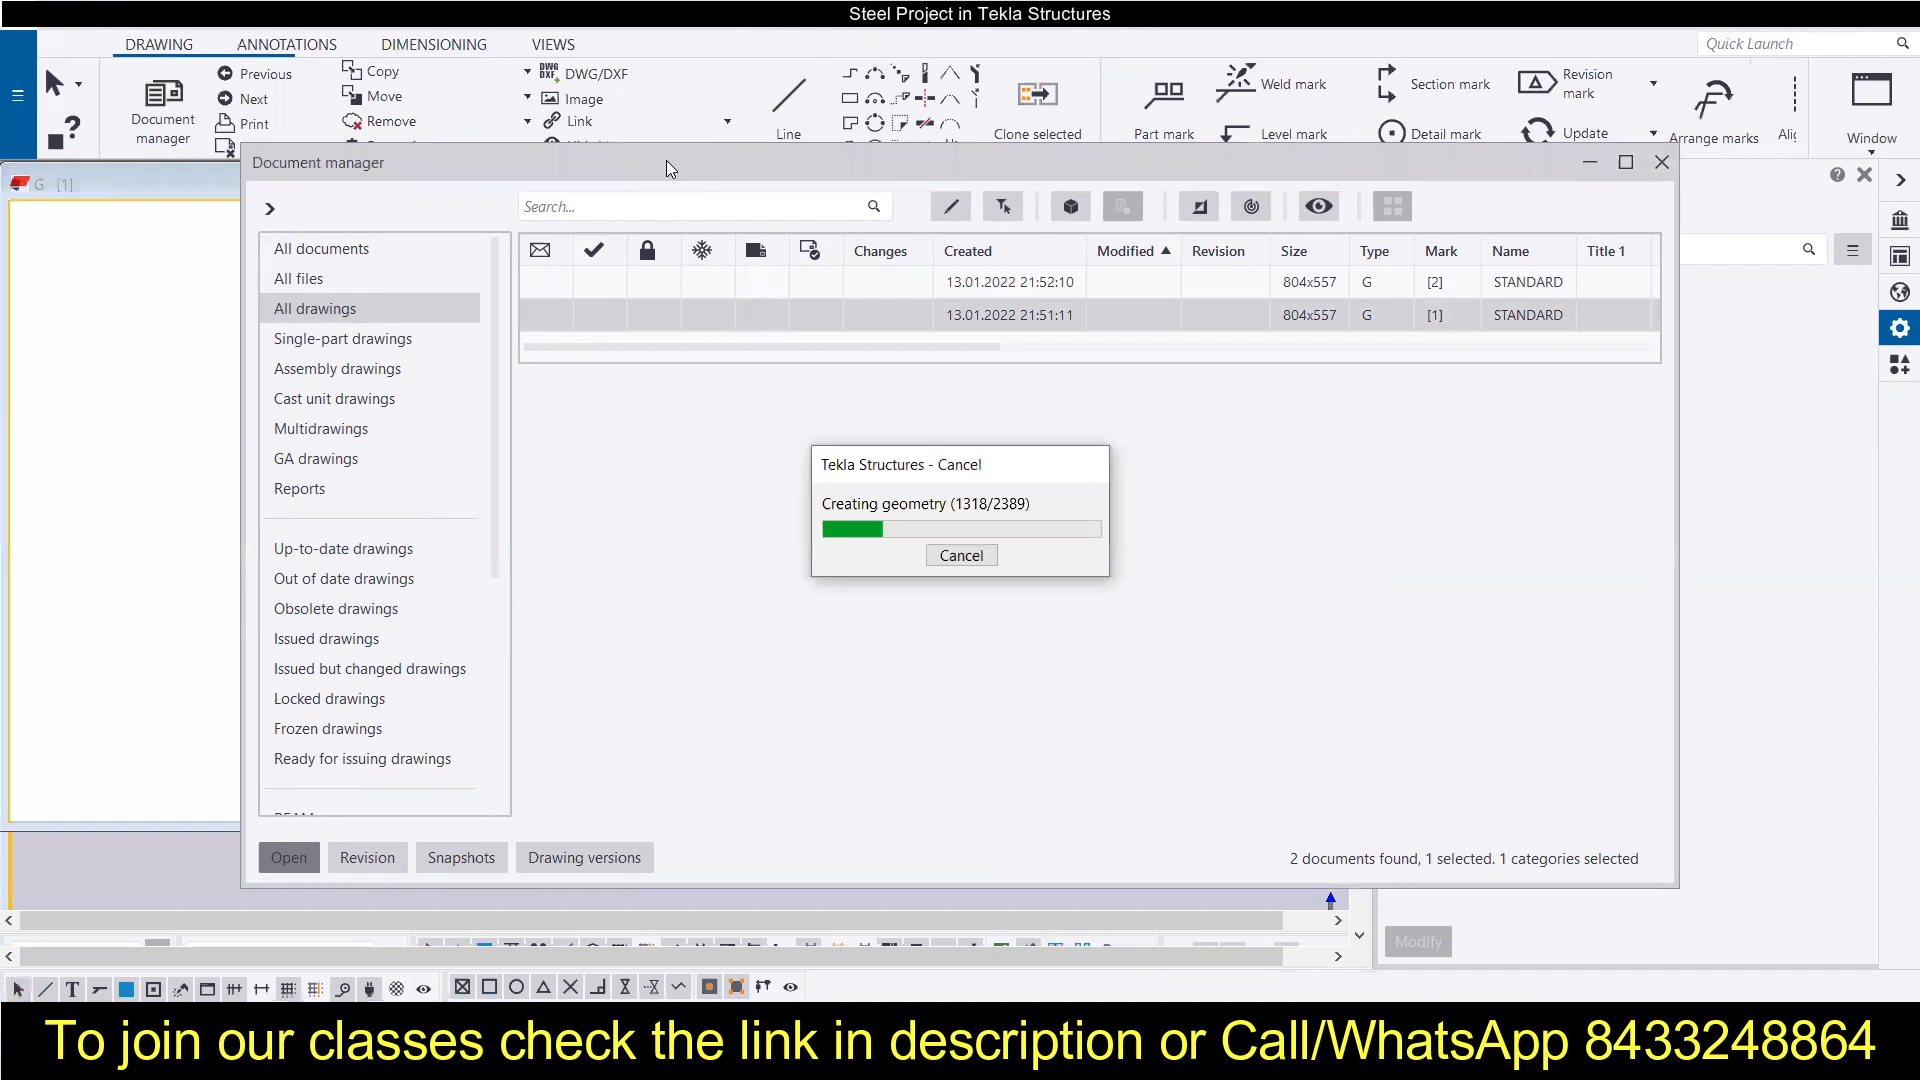 Steel Project in Tekla Structures
DRAWING ANNOTATIONS DIMENSIONING VIEWS
Quick Launch
Document manager
Previous
Next
Print
Copy
Move
Remove
DWG/DXF
Image
Link
Line
Clone selected
Part mark
Weld mark
Level mark
Section mark
Detail mark
Revision mark
Update
Arrange marks
Window
G [1]
Document manager
Search...
All documents
All files
All drawings
Single-part drawings
Assembly drawings
Cast unit drawings
Multidrawings
GA drawings
Reports
Up-to-date drawings
Out of date drawings
Obsolete drawings
Issued drawings
Issued but changed drawings
Locked drawings
Frozen drawings
Ready for issuing drawings
Changes Created Modified Revision Size Type Mark Name Title 1
13.01.2022 21:52:10 804x557 G [2] STANDARD
13.01.2022 21:51:11 804x557 G [1] STANDARD
Tekla Structures - Cancel
Creating geometry (1318/2389)
Cancel
Open Revision Snapshots Drawing versions
2 documents found, 1 selected. 1 categories selected
Modify
To join our classes check the link in description or Call/WhatsApp 8433248864